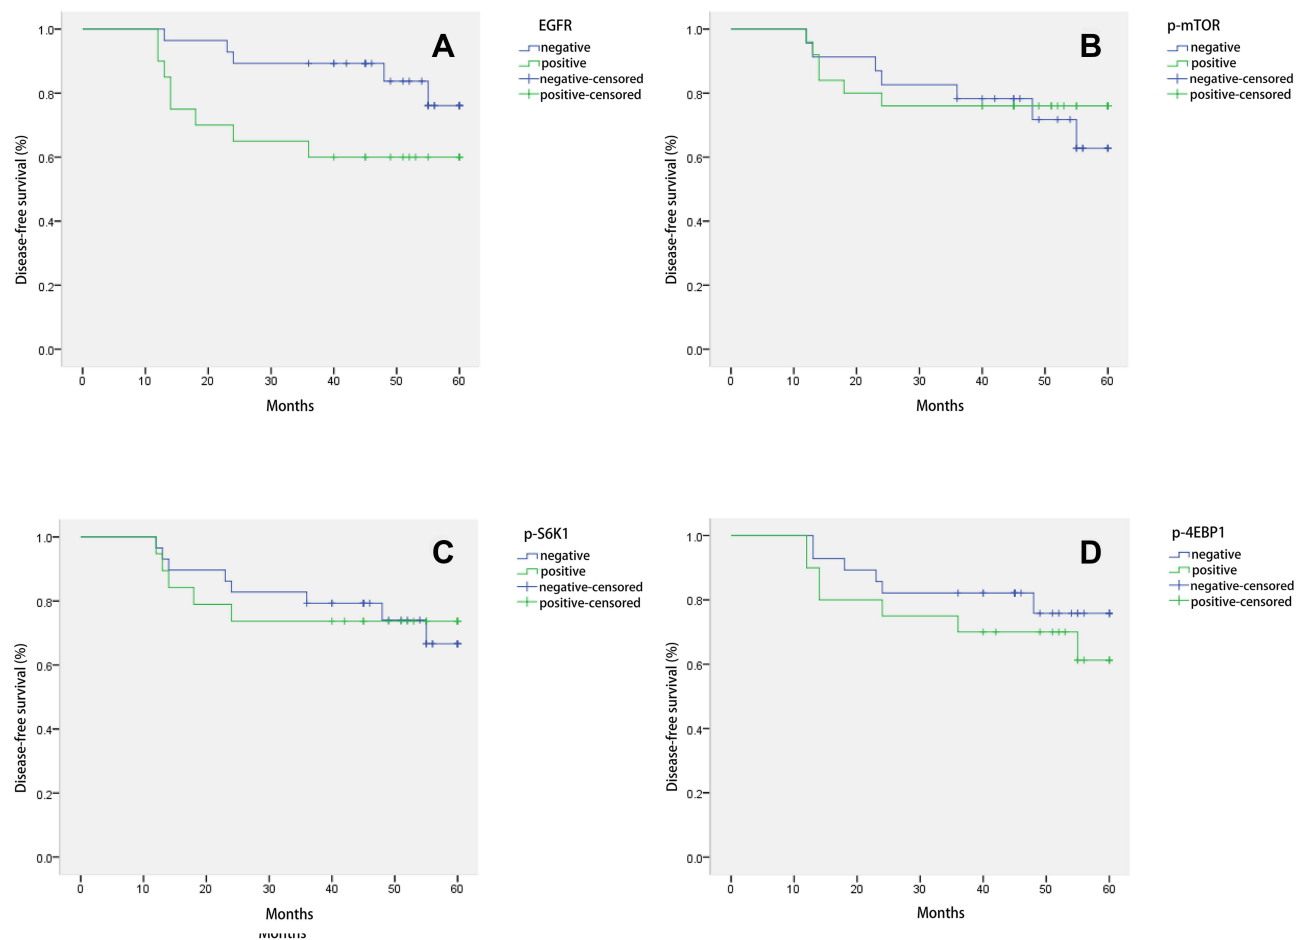 A
EGFR
negative
positive
negative-censored
positive-censored
Disease-free survival (%)
1.0
0.8
0.6
0.4
0.2
0.0
0 10 20 30 40 50 60
Months
B
p-mTOR
negative
positive
negative-censored
positive-censored
Disease-free survival (%)
1.0
0.8
0.6
0.4
0.2
0.0
0 10 20 30 40 50 60
Months
C
p-S6K1
negative
positive
negative-censored
positive-censored
Disease-free survival (%)
1.0
0.8
0.6
0.4
0.2
0.0
0 10 20 30 40 50 60
Months
Months
D
p-4EBP1
negative
positive
negative-censored
positive-censored
Disease-free survival (%)
1.0
0.8
0.6
0.4
0.2
0.0
0 10 20 30 40 50 60
Months